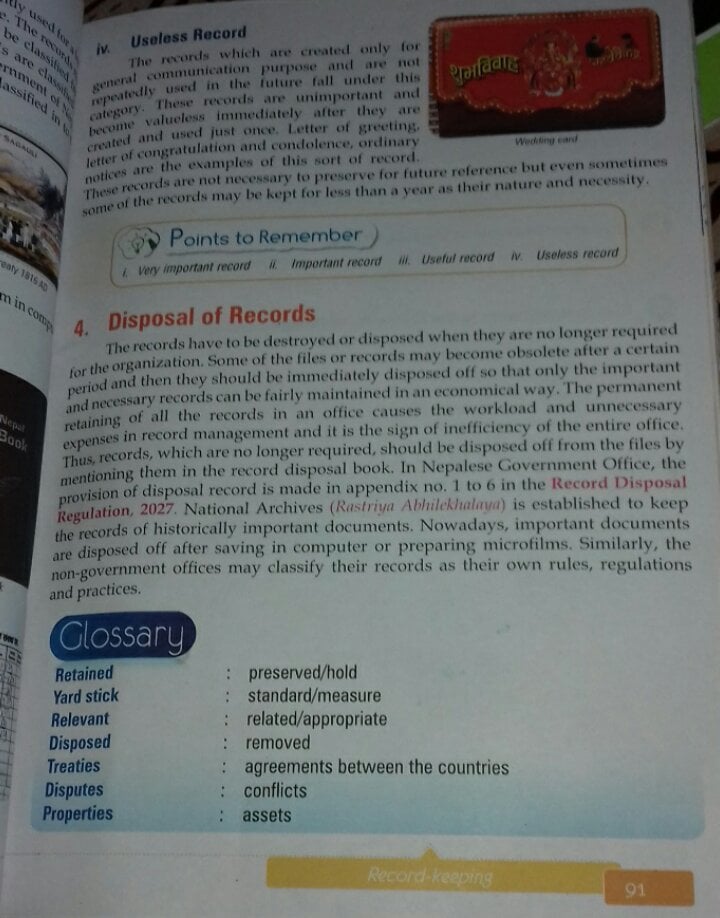 iv. Useless Record
The records which are created only for
general communication purpose and are not
repeatedly used in the future fall under this
category. These records are unimportant and
become valueless immediately after they are
created and used just once. Letter of greeting,
letter of congratulation and condolence, ordinary
notices are the examples of this sort of record.
These records are not necessary to preserve for future reference but even sometimes
some of the records may be kept for less than a year as their nature and necessity.
शुभविवाह
Wedding card
Points to Remember
i. Very important record ii. Important record iii. Useful record iv. Useless record
4. Disposal of Records
The records have to be destroyed or disposed when they are no longer required
for the organization. Some of the files or records may become obsolete after a certain
period and then they should be immediately disposed off so that only the important
and necessary records can be fairly maintained in an economical way. The permanent
retaining of all the records in an office causes the workload and unnecessary
expenses in record management and it is the sign of inefficiency of the entire office.
Thus, records, which are no longer required, should be disposed off from the files by
mentioning them in the record disposal book. In Nepalese Government Office, the
provision of disposal record is made in appendix no. 1 to 6 in the Record Disposal
Regulation, 2027. National Archives (Rastriya Abhilekhalaya) is established to keep
the records of historically important documents. Nowadays, important documents
are disposed off after saving in computer or preparing microfilms. Similarly, the
non-government offices may classify their records as their own rules, regulations
and practices.
Glossary
Retained : preserved/hold
Yard stick : standard/measure
Relevant : related/appropriate
Disposed : removed
Treaties : agreements between the countries
Disputes : conflicts
Properties : assets
Record-keeping
91